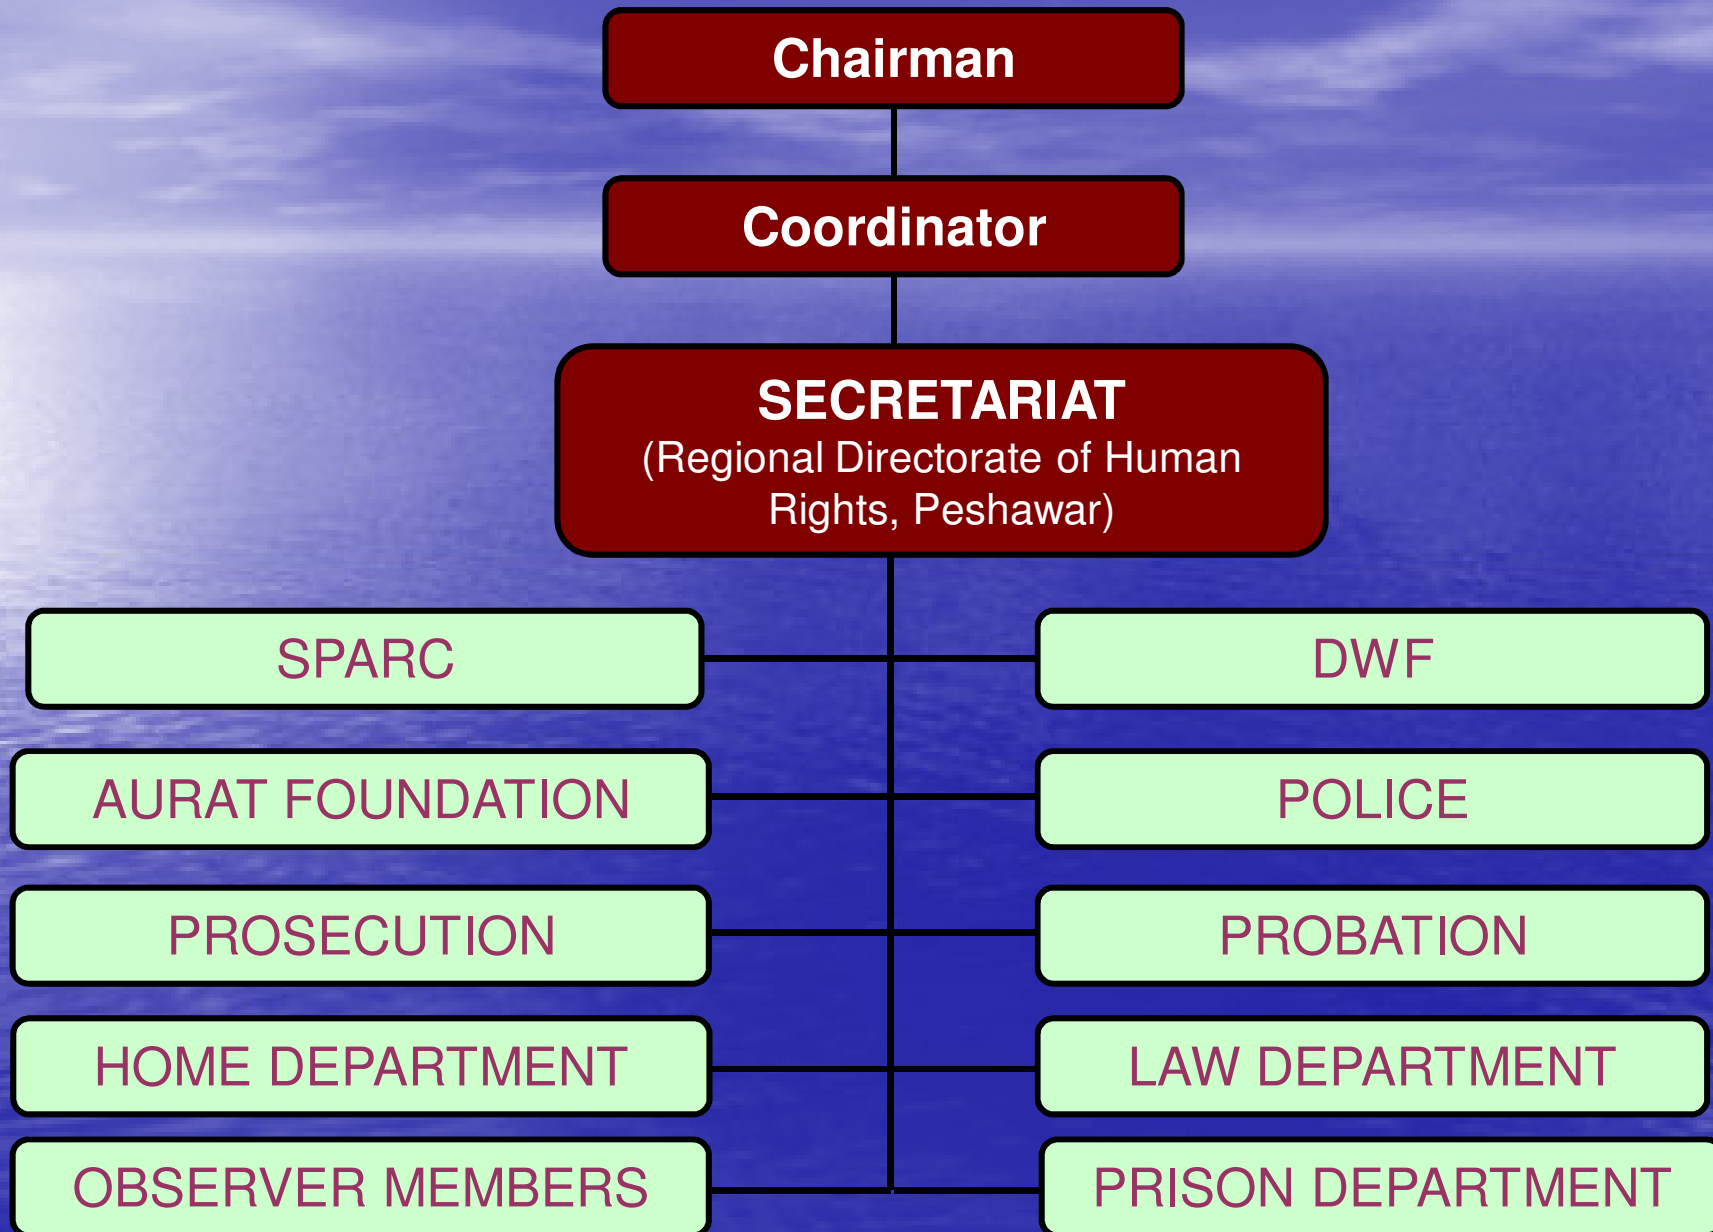 Chairman
Coordinator
SECRETARIAT
(Regional Directorate of Human
Rights, Peshawar)
SPARC
DWF
AURAT FOUNDATION
POLICE
PROSECUTION
PROBATION
HOME DEPARTMENT
LAW DEPARTMENT
OBSERVER MEMBERS
PRISON DEPARTMENT